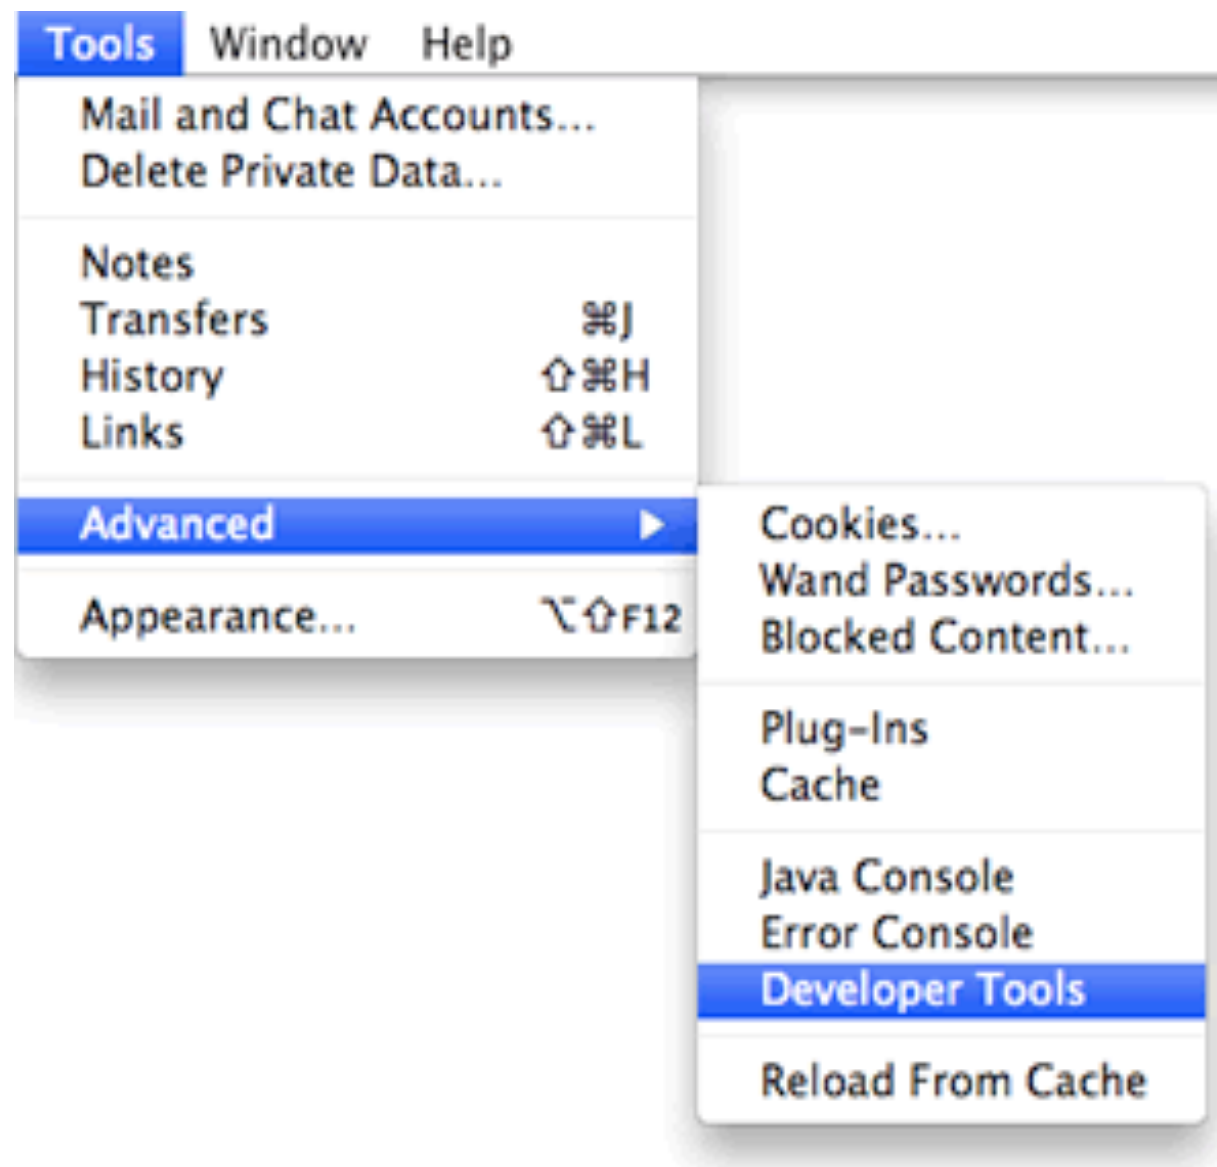 Tools Window Help
Mail and Chat Accounts...
Delete Private Data...
Notes
Transfers ⌘J
History ⇧⌘H
Links ⇧⌘L
Advanced ▶
Appearance... ⌥⇧F12
Cookies...
Wand Passwords...
Blocked Content...
Plug-Ins
Cache
Java Console
Error Console
Developer Tools
Reload From Cache